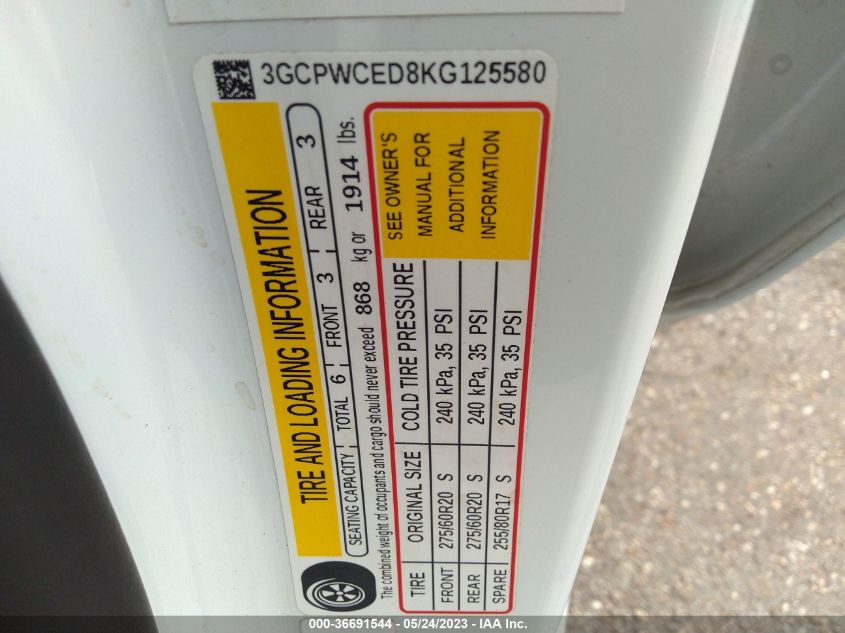 3GCPWCED8KG125580
TIRE AND LOADING INFORMATION
SEATING CAPACITY TOTAL 6 FRONT 3 REAR 3
The combined weight of occupants and cargo should never exceed 868 kg or 1914 lbs.
TIRE ORIGINAL SIZE COLD TIRE PRESSURE
FRONT 275/60R20 S 240 kPa, 35 PSI
REAR 275/60R20 S 240 kPa, 35 PSI
SPARE 255/80R17 S 240 kPa, 35 PSI
SEE OWNER'S
MANUAL FOR
ADDITIONAL
INFORMATION
000-36691544 — 05/24/2023 — IAA Inc.